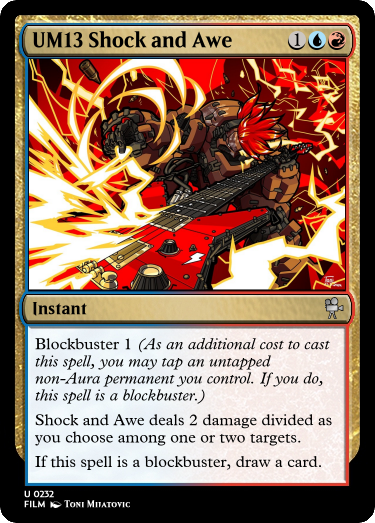 UM13 Shock and Awe 1
Instant
Blockbuster 1 (As an additional cost to cast
this spell, you may tap an untapped
non-Aura permanent you control. If you do,
this spell is a blockbuster.)
Shock and Awe deals 2 damage divided as
you choose among one or two targets.
If this spell is a blockbuster, draw a card.
U 0232
FILM Toni Mijatovic